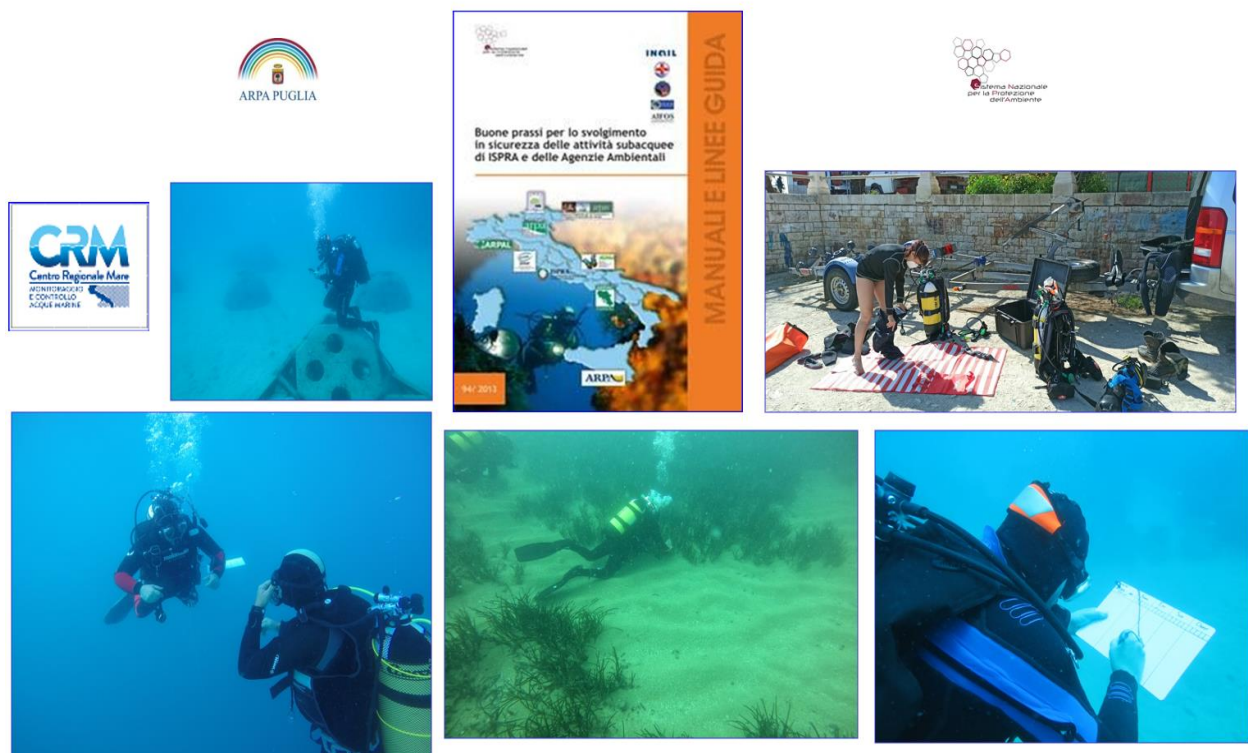 ARPA PUGLIA
Sistema Nazionale
per la Protezione
dell'Ambiente
INAIL
AIFOS
Buone prassi per lo svolgimento
in sicurezza delle attività subacquee
di ISPRA e delle Agenzie Ambientali
MANUALI E LINEE GUIDA
ARPAL
arpa
ISPRA
ARPA
94/ 2013
CRM
Centro Regionale Mare
MONITORAGGIO
E CONTROLLO
ACQUE MARINE